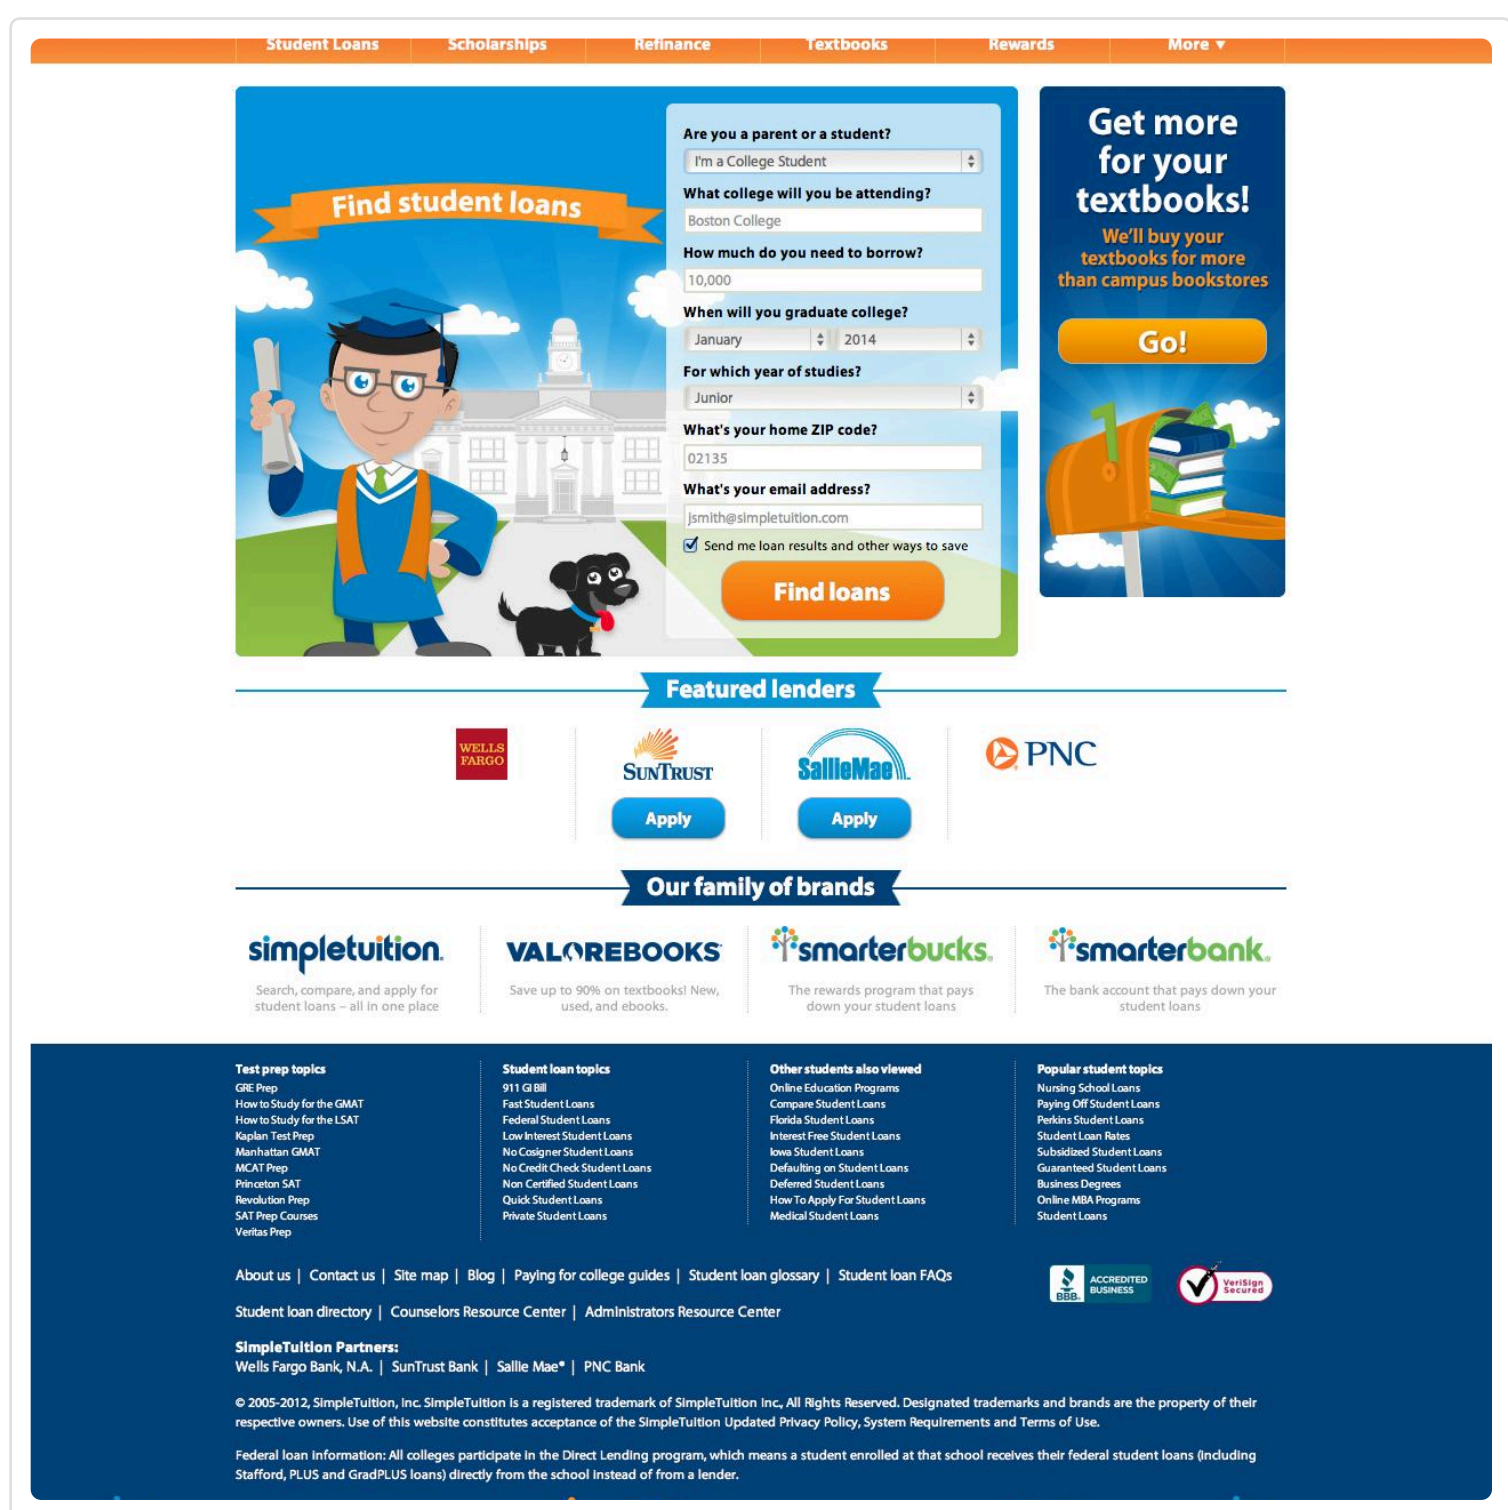 Student Loans Scholarships Refinance Textbooks Rewards More ▼
Find student loans
Are you a parent or a student?
I'm a College Student
What college will you be attending?
Boston College
How much do you need to borrow?
10,000
When will you graduate college?
January 2014
For which year of studies?
Junior
What's your home ZIP code?
02135
What's your email address?
jsmith@simpletuition.com
Send me loan results and other ways to save
Find loans
Get more
for your
textbooks!
We'll buy your
textbooks for more
than campus bookstores
Go!
Featured lenders
WELLS
FARGO
SUNTRUST
Apply
SallieMae
Apply
PNC
Our family of brands
simpletuition.
Search, compare, and apply for
student loans – all in one place
VALOREBOOKS
Save up to 90% on textbooks! New,
used, and ebooks.
smarterbucks.
The rewards program that pays
down your student loans
smarterbank.
The bank account that pays down your
student loans
Test prep topics
GRE Prep
How to Study for the GMAT
How to Study for the LSAT
Kaplan Test Prep
Manhattan GMAT
MCAT Prep
Princeton SAT
Revolution Prep
SAT Prep Courses
Veritas Prep
Student loan topics
911 GI Bill
Fast Student Loans
Federal Student Loans
Low Interest Student Loans
No Cosigner Student Loans
No Credit Check Student Loans
Non Certified Student Loans
Quick Student Loans
Private Student Loans
Other students also viewed
Online Education Programs
Compare Student Loans
Florida Student Loans
Interest Free Student Loans
Iowa Student Loans
Defaulting on Student Loans
Deferred Student Loans
How To Apply For Student Loans
Medical Student Loans
Popular student topics
Nursing School Loans
Paying Off Student Loans
Perkins Student Loans
Student Loan Rates
Subsidized Student Loans
Guaranteed Student Loans
Business Degrees
Online MBA Programs
Student Loans
About us | Contact us | Site map | Blog | Paying for college guides | Student loan glossary | Student loan FAQs
Student loan directory | Counselors Resource Center | Administrators Resource Center
BBB.
ACCREDITED
BUSINESS
VeriSign
Secured
SimpleTuition Partners:
Wells Fargo Bank, N.A. | SunTrust Bank | Sallie Mae® | PNC Bank
© 2005-2012, SimpleTuition, Inc. SimpleTuition is a registered trademark of SimpleTuition Inc., All Rights Reserved. Designated trademarks and brands are the property of their
respective owners. Use of this website constitutes acceptance of the SimpleTuition Updated Privacy Policy, System Requirements and Terms of Use.
Federal loan information: All colleges participate in the Direct Lending program, which means a student enrolled at that school receives their federal student loans (including
Stafford, PLUS and GradPLUS loans) directly from the school instead of from a lender.